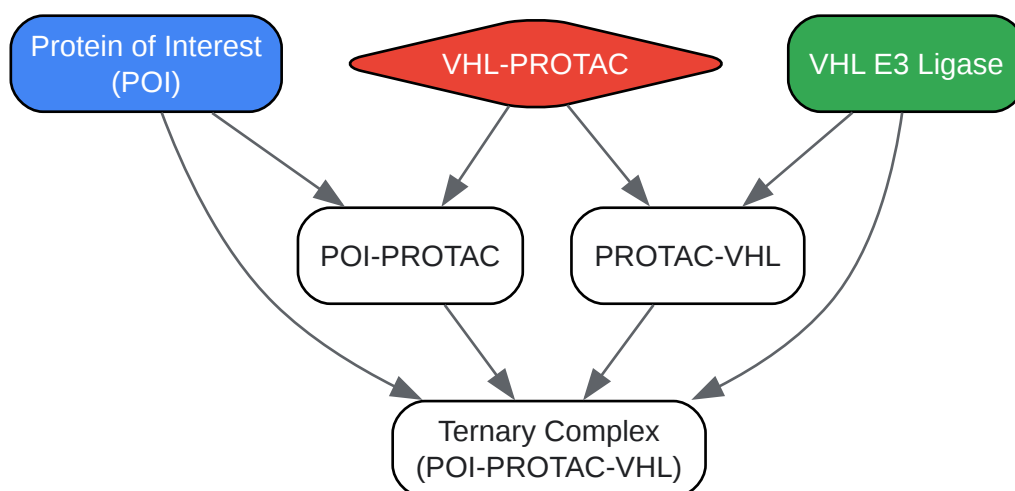 Protein of Interest
(POI)
VHL-PROTAC
VHL E3 Ligase
POI-PROTAC
PROTAC-VHL
Ternary Complex
(POI-PROTAC-VHL)